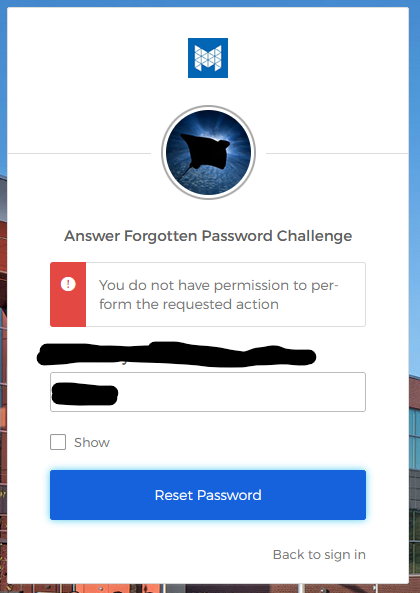 Answer Forgotten Password Challenge
You do not have permission to per-
form the requested action
Show
Reset Password
Back to sign in